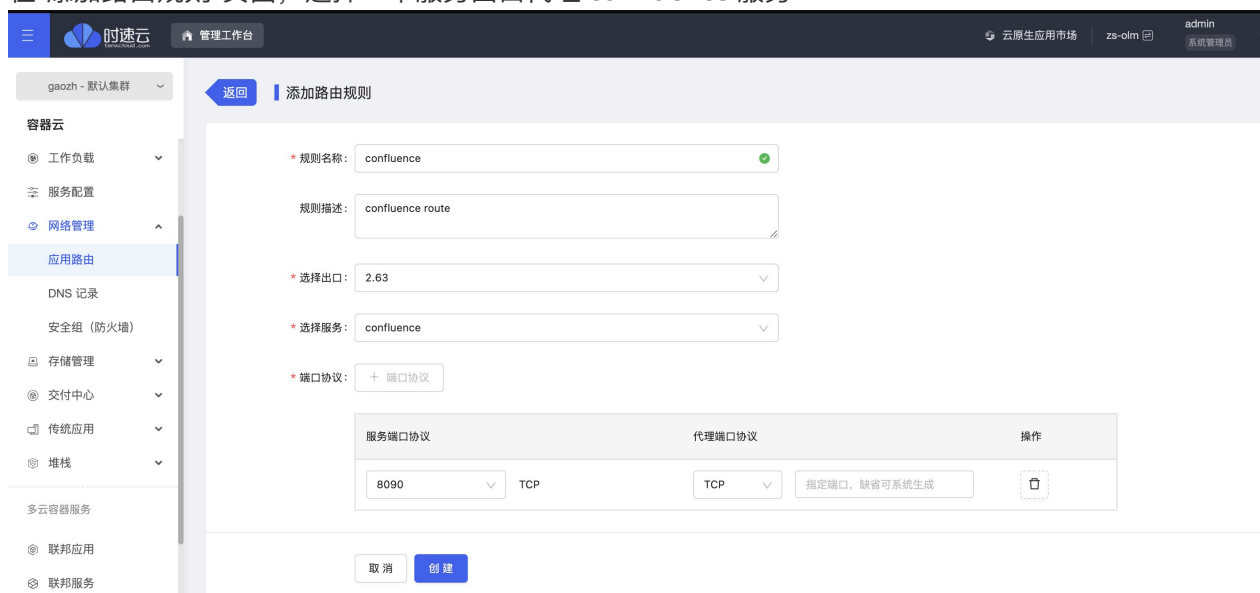 时速云
tenxcloud.com
管理工作台
云原生应用市场
zs-olm
admin
系统管理员
gaozh - 默认集群
返回
添加路由规则
容器云
工作负载
服务配置
网络管理
应用路由
DNS 记录
安全组（防火墙）
存储管理
交付中心
传统应用
堆栈
多云容器服务
联邦应用
联邦服务
* 规则名称： confluence
规则描述： confluence route
* 选择出口： 2.63
* 选择服务： confluence
* 端口协议： + 端口协议
服务端口协议 代理端口协议 操作
8090 TCP TCP 指定端口，缺省可系统生成
取 消 创 建